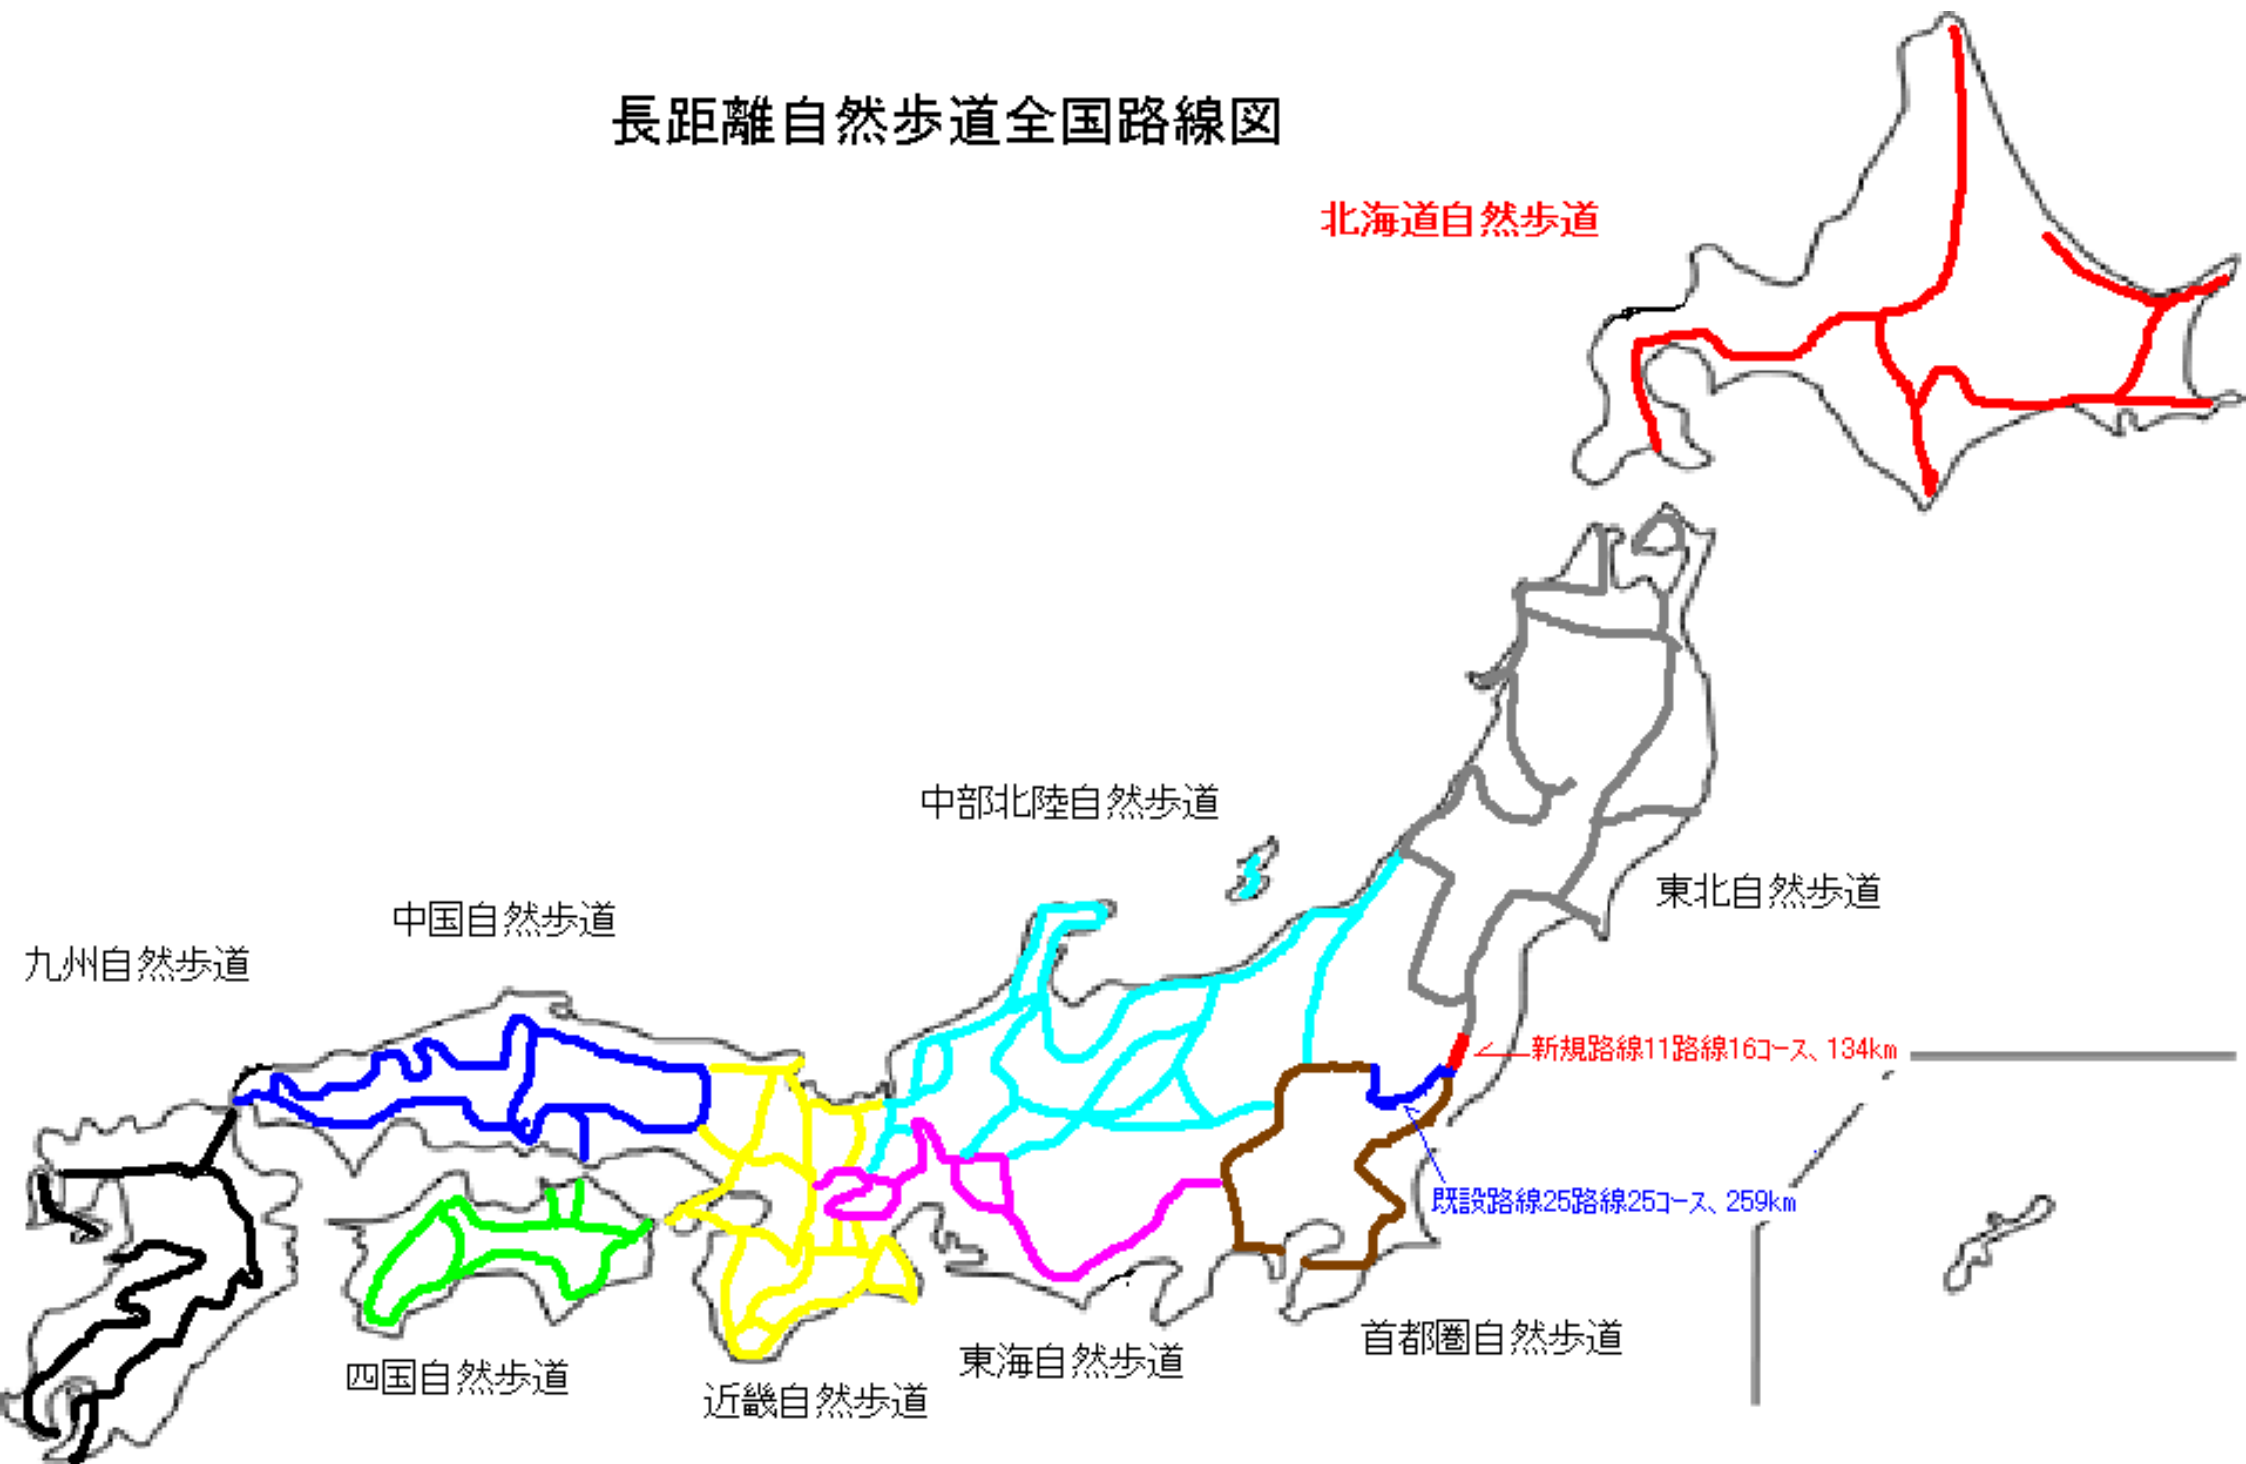 長距離自然歩道全国路線図
北海道自然歩道
中部北陸自然歩道
東北自然歩道
中国自然歩道
九州自然歩道
新規路線11路線16コース、134km
既設路線25路線25コース、259km
首都圏自然歩道
東海自然歩道
四国自然歩道
近畿自然歩道